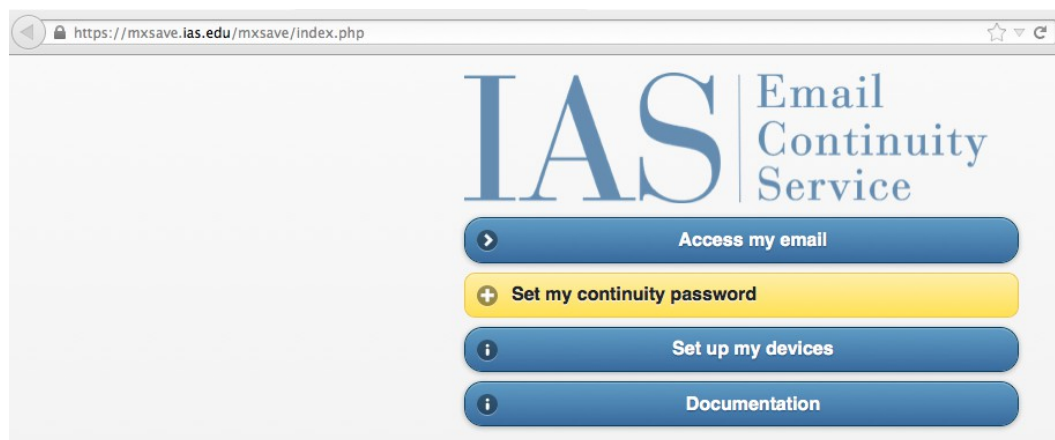 https://mxsave.ias.edu/mxsave/index.php
IAS
Email
Continuity
Service
Access my email
Set my continuity password
Set up my devices
Documentation